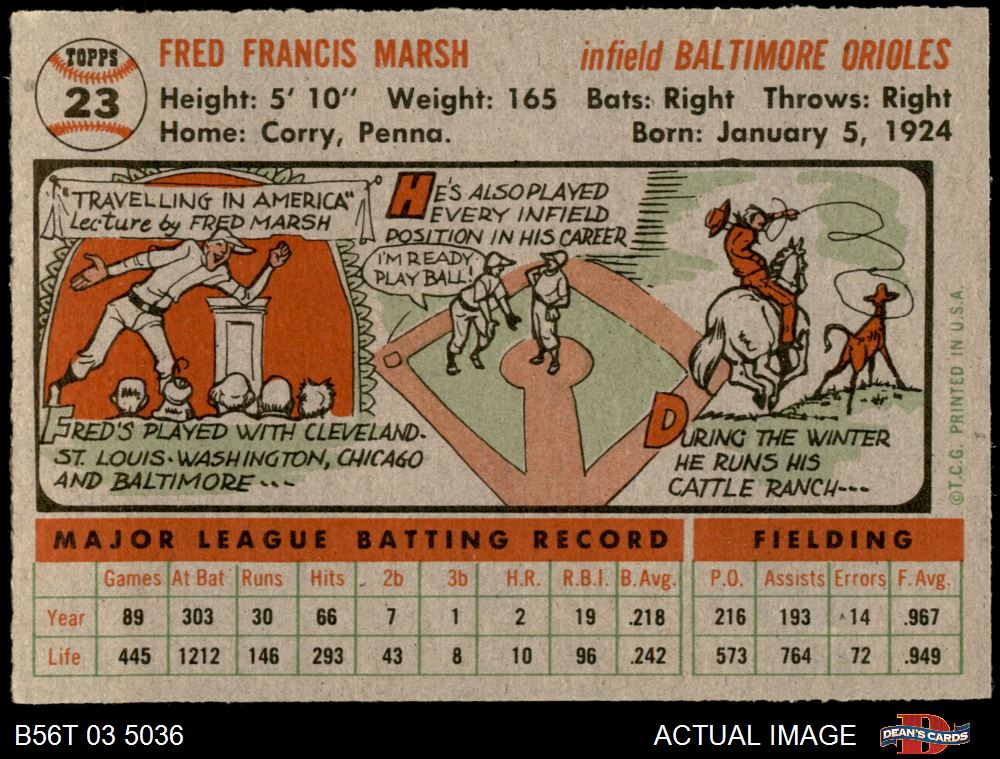 TOPPS
23
FRED FRANCIS MARSH
infield BALTIMORE ORIOLES
Height: 5' 10" Weight: 165 Bats: Right Throws: Right
Home: Corry, Penna. Born: January 5, 1924
"TRAVELLING IN AMERICA"
Lecture by FRED MARSH
FRED'S PLAYED WITH CLEVELAND-
ST. LOUIS-WASHINGTON, CHICAGO
AND BALTIMORE ---
HE'S ALSO PLAYED
EVERY INFIELD
POSITION IN HIS CAREER
I'M READY
PLAY BALL!
DURING THE WINTER
HE RUNS HIS
CATTLE RANCH---
©T.C.G. PRINTED IN U.S.A.
MAJOR LEAGUE BATTING RECORD FIELDING
Games At Bat Runs Hits 2b 3b H.R. R.B.I. B.Avg. P.O. Assists Errors F.Avg.
Year 89 303 30 66 7 1 2 19 .218 216 193 14 .967
Life 445 1212 146 293 43 8 10 96 .242 573 764 72 .949
B56T 03 5036 ACTUAL IMAGE D DEAN'S CARDS